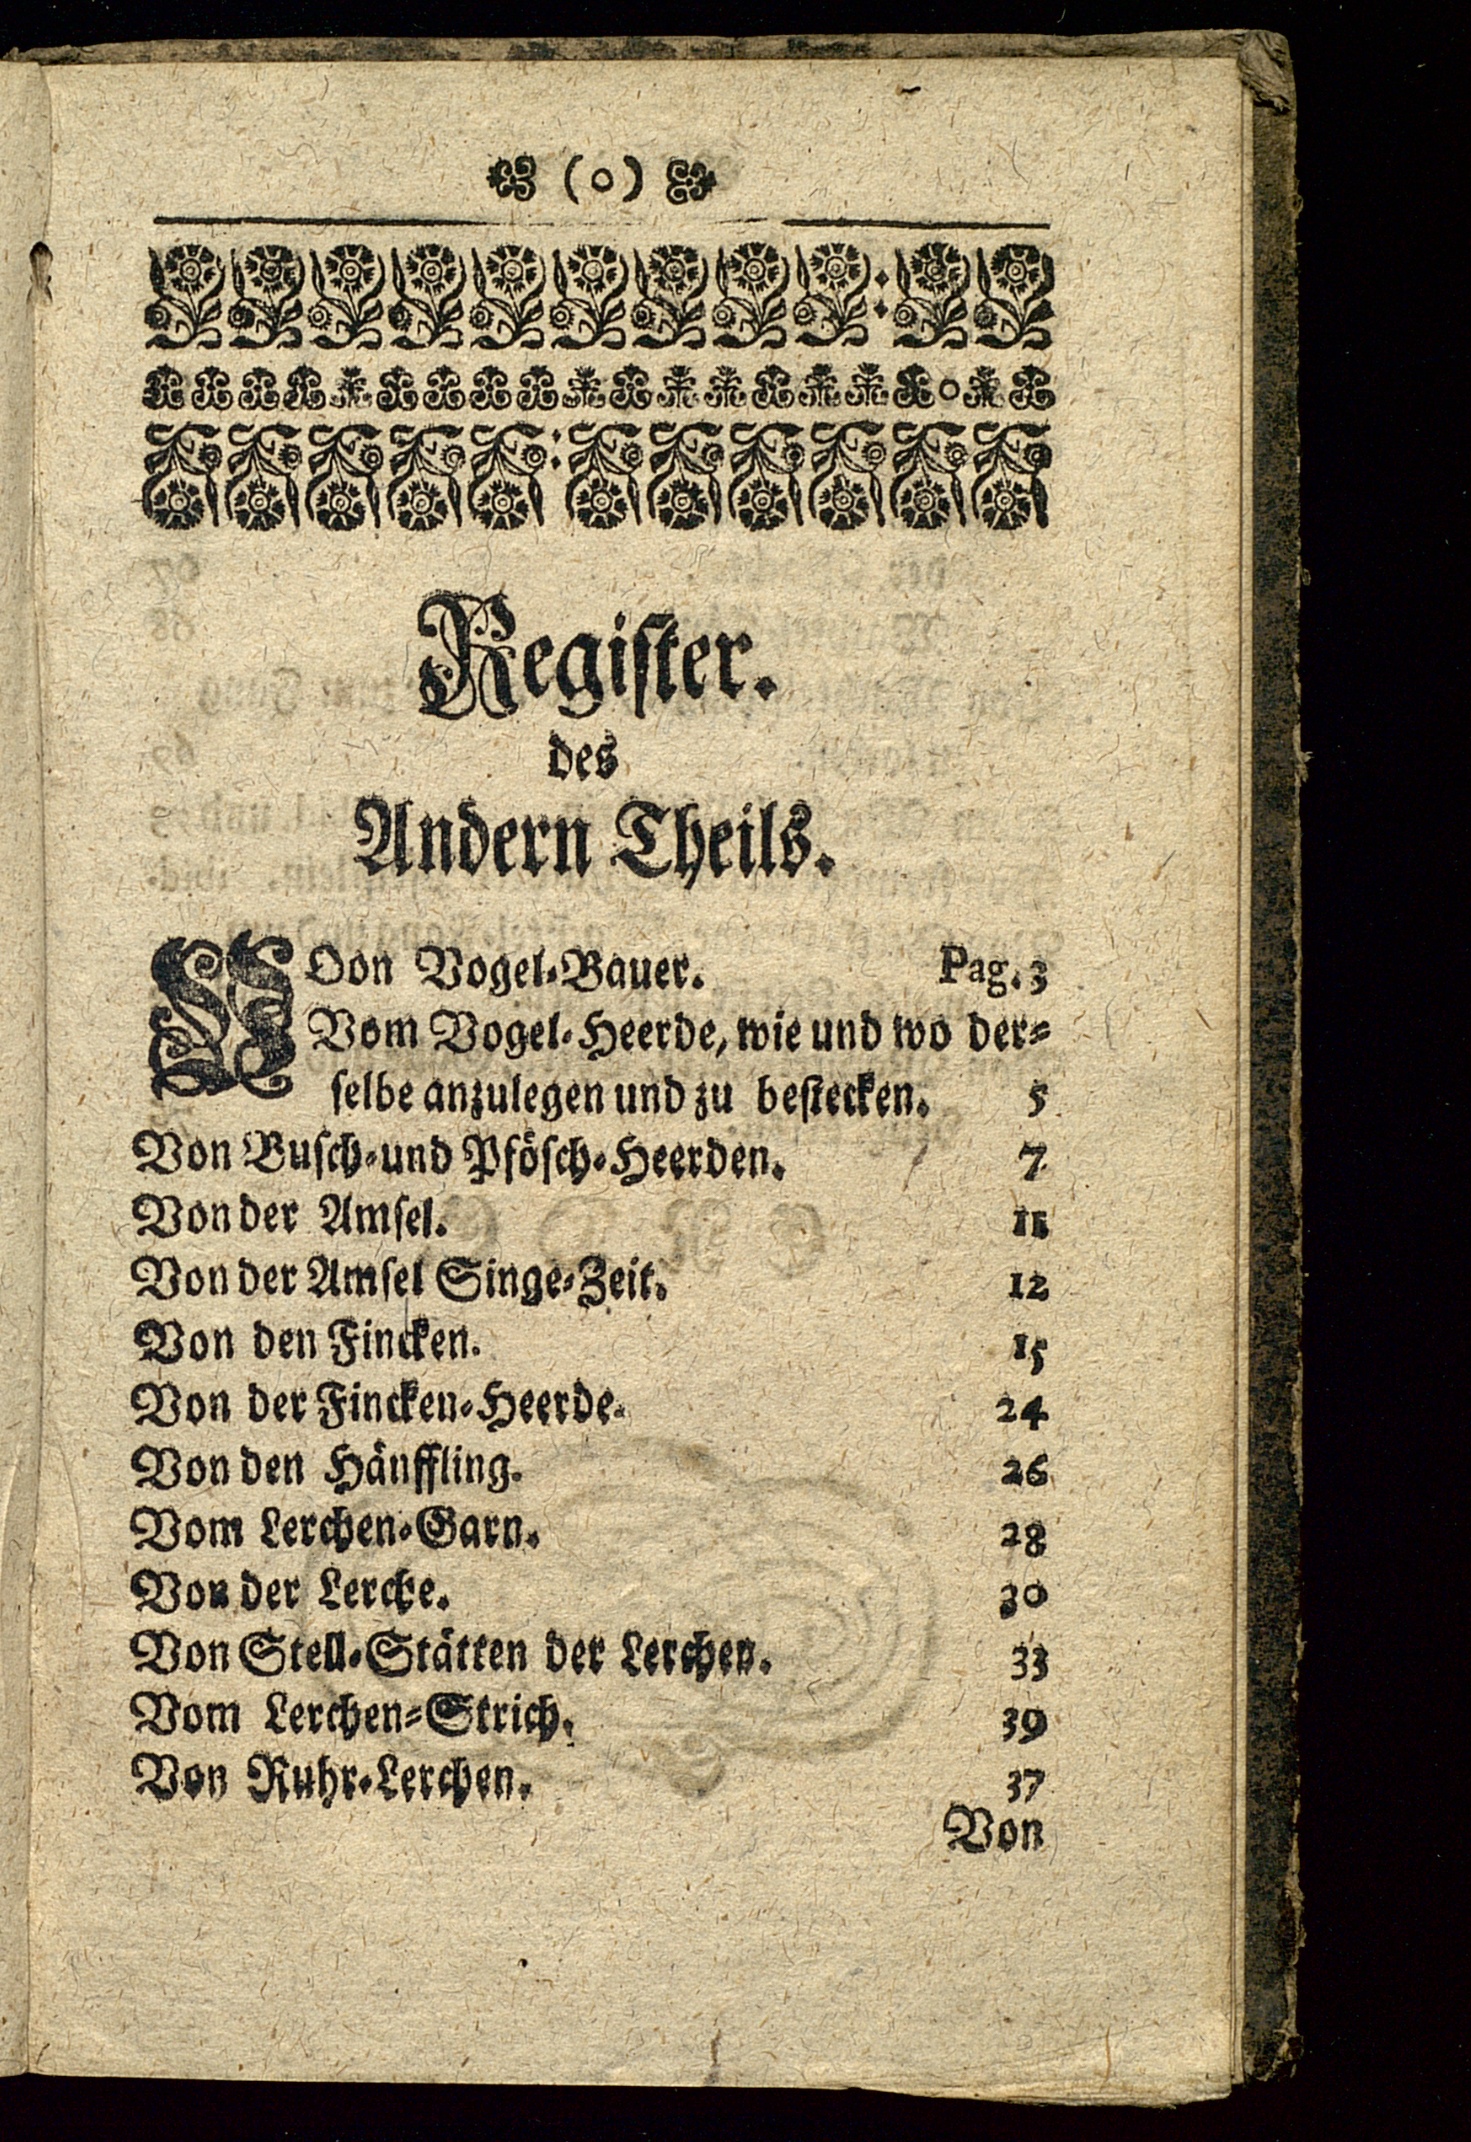 (o)
Regiſter.
des
Andern Theils.
VOon Vogel-Bauer. Pag. 3
Vom Vogel-Heerde, wie und wo der-
ſelbe anzulegen und zu beſtecken. 5
Von Buſch-und Pföſch-Heerden. 7
Von der Amſel. 11
Von der Amſel Singe-Zeit. 12
Von den Fincken. 15
Von der Fincken-Heerde. 24
Von den Hänffling. 26
Vom Lerchen-Garn. 28
Von der Lerche. 30
Von Stell-Stätten der Lerchen. 33
Vom Lerchen-Strich. 39
Von Ruhr-Lerchen. 37
Von